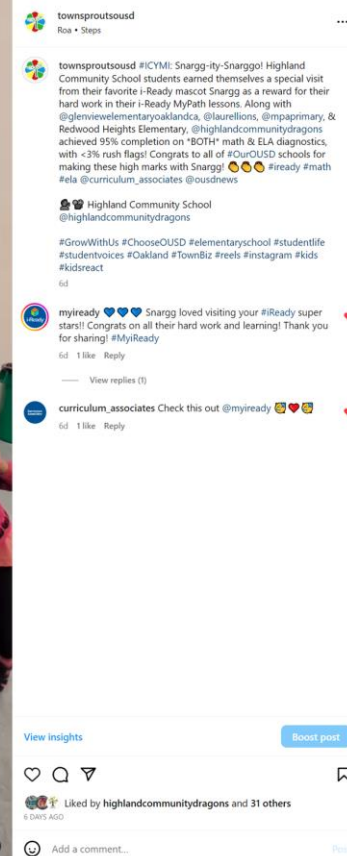 townsproutsousd
Roa • Steps
townsproutsousd #ICYMI: Snargg-ity-Snarggo! Highland
Community School students earned themselves a special visit
from their favorite i-Ready mascot Snargg as a reward for their
hard work in their i-Ready MyPath lessons. Along with
@glenviewelementaryoaklandca, @laurellions, @mpaprimary, &
Redwood Heights Elementary, @highlandcommunitydragons
achieved 95% completion on *BOTH* math & ELA diagnostics,
with <3% rush flags! Congrats to all of #OurOUSD schools for
making these high marks with Snargg! 👏👏👏 #iready #math
#ela @curriculum_associates @ousdnews
Highland Community School
@highlandcommunitydragons
#GrowWithUs #ChooseOUSD #elementaryschool #studentlife
#studentvoices #Oakland #TownBiz #reels #instagram #kids
#kidsreact
6d
i-Ready
myiready 💙💙💙 Snargg loved visiting your #iReady super
stars!! Congrats on all their hard work and learning! Thank you
for sharing! #MyiReady
6d 1 like Reply
View replies (1)
curriculum_associates Check this out @myiready
6d 1 like Reply
View insights
Boost post
Liked by highlandcommunitydragons and 31 others
6 DAYS AGO
Add a comment...